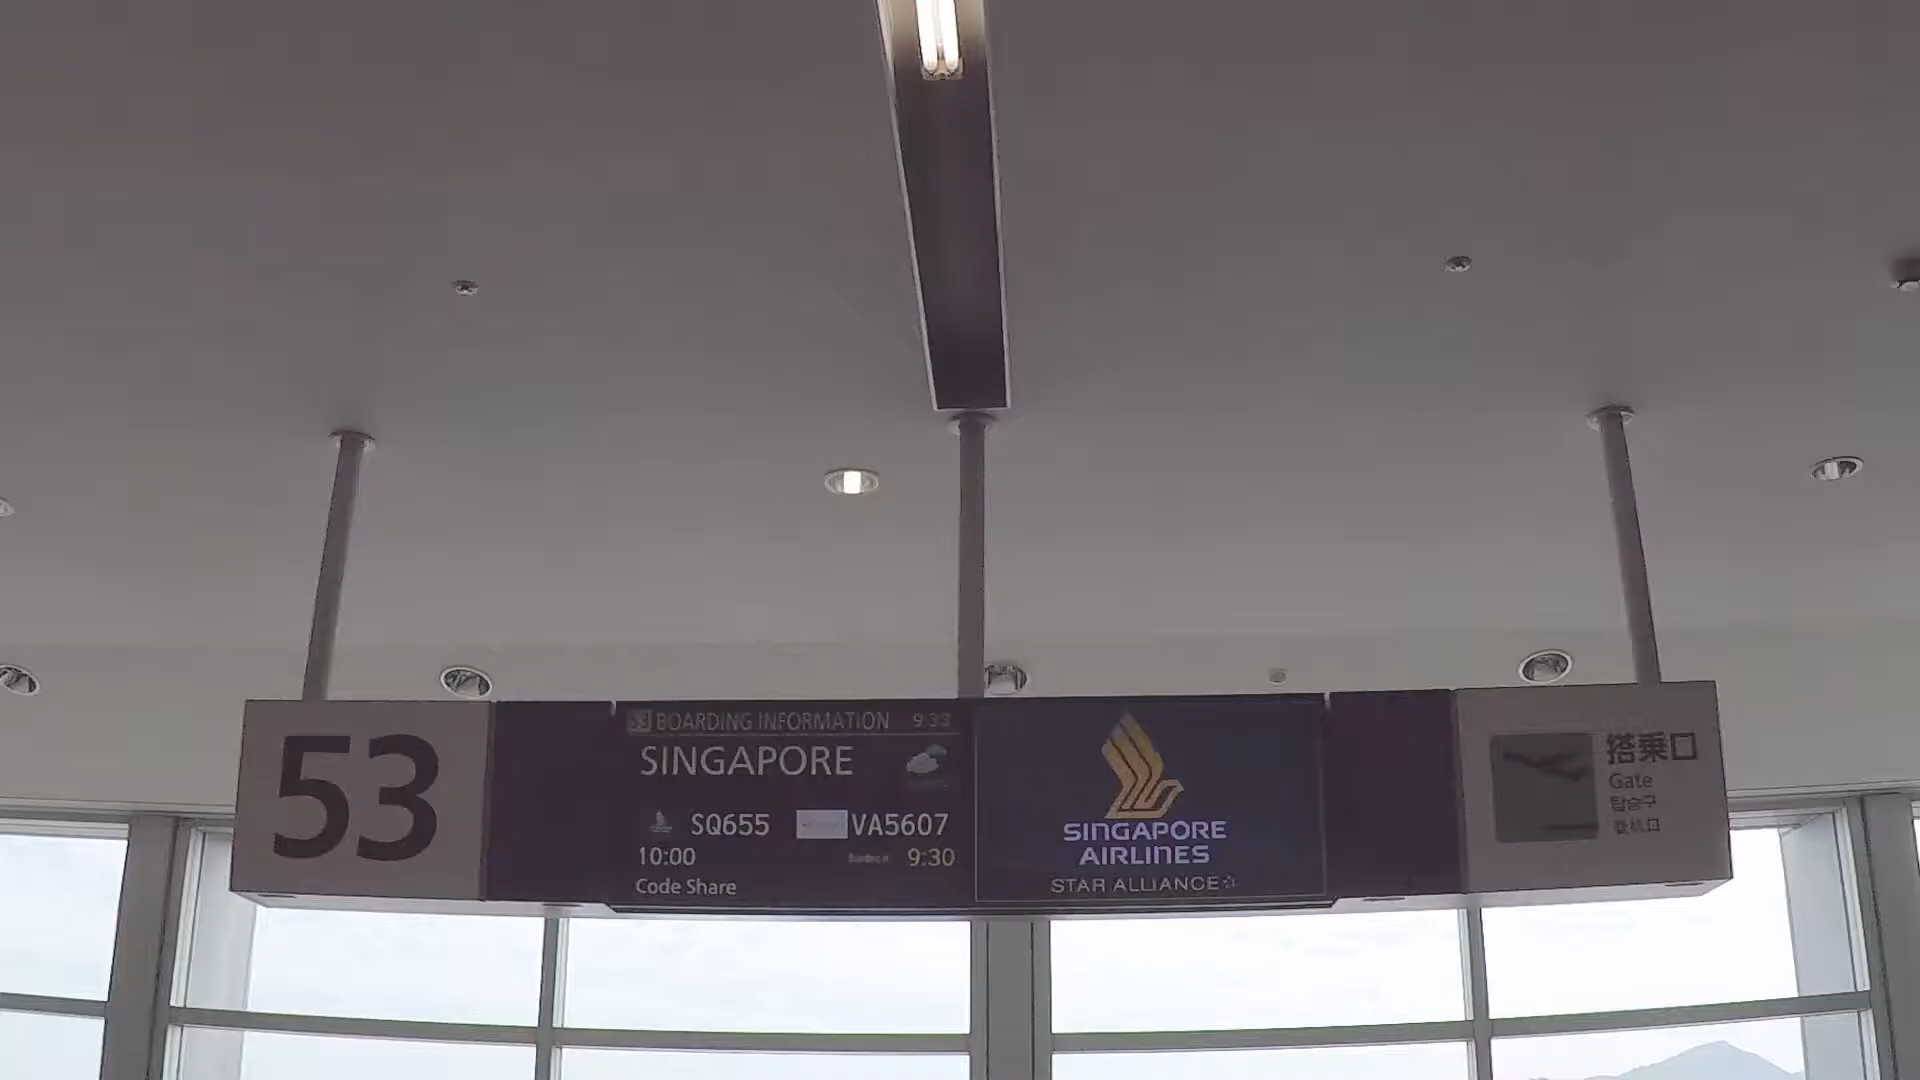 53
53 BOARDING INFORMATION 9:33
SINGAPORE
SQ655 VA5607
10:00 9:30
Code Share
SINGAPORE
AIRLINES
STAR ALLIANCE
搭乗口
Gate
탑승구
登机口